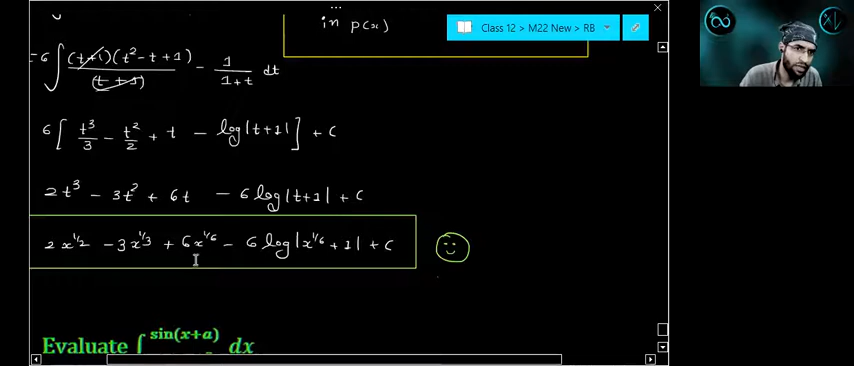 ...
in p(x)
Class 12 > M22 New > RB
= 6 ∫ (t+1)(t² - t + 1) / (t+1) - 1/(1+t) dt
6 [ t³/3 - t²/2 + t - log|t+1| ] + C
2t³ - 3t² + 6t - 6 log|t+1| + C
2x^1/2 - 3x^1/3 + 6x^1/6 - 6 log|x^1/6 + 1| + C
Evaluate ∫ sin(x+a) dx